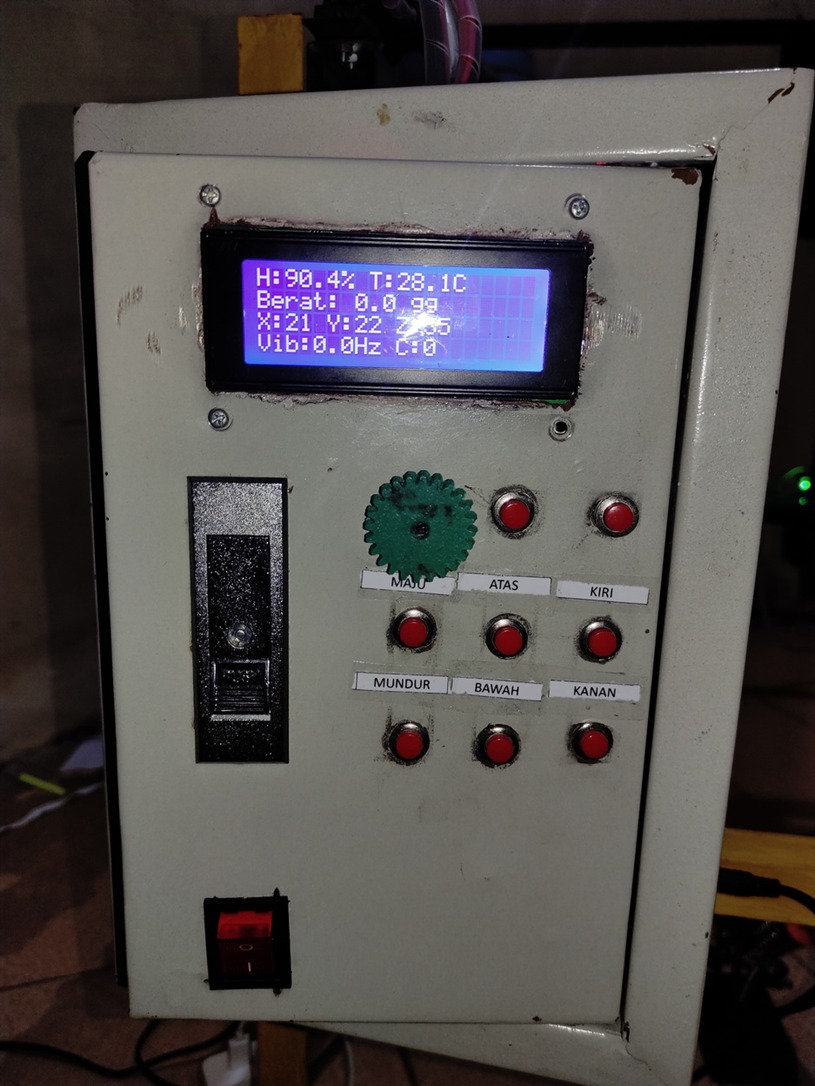 H:90.4% T:28.1C
Berat: 0.0 gg
X:21 Y:22
Vib:0.0Hz C:0
MAJU ATAS KIRI
MUNDUR BAWAH KANAN